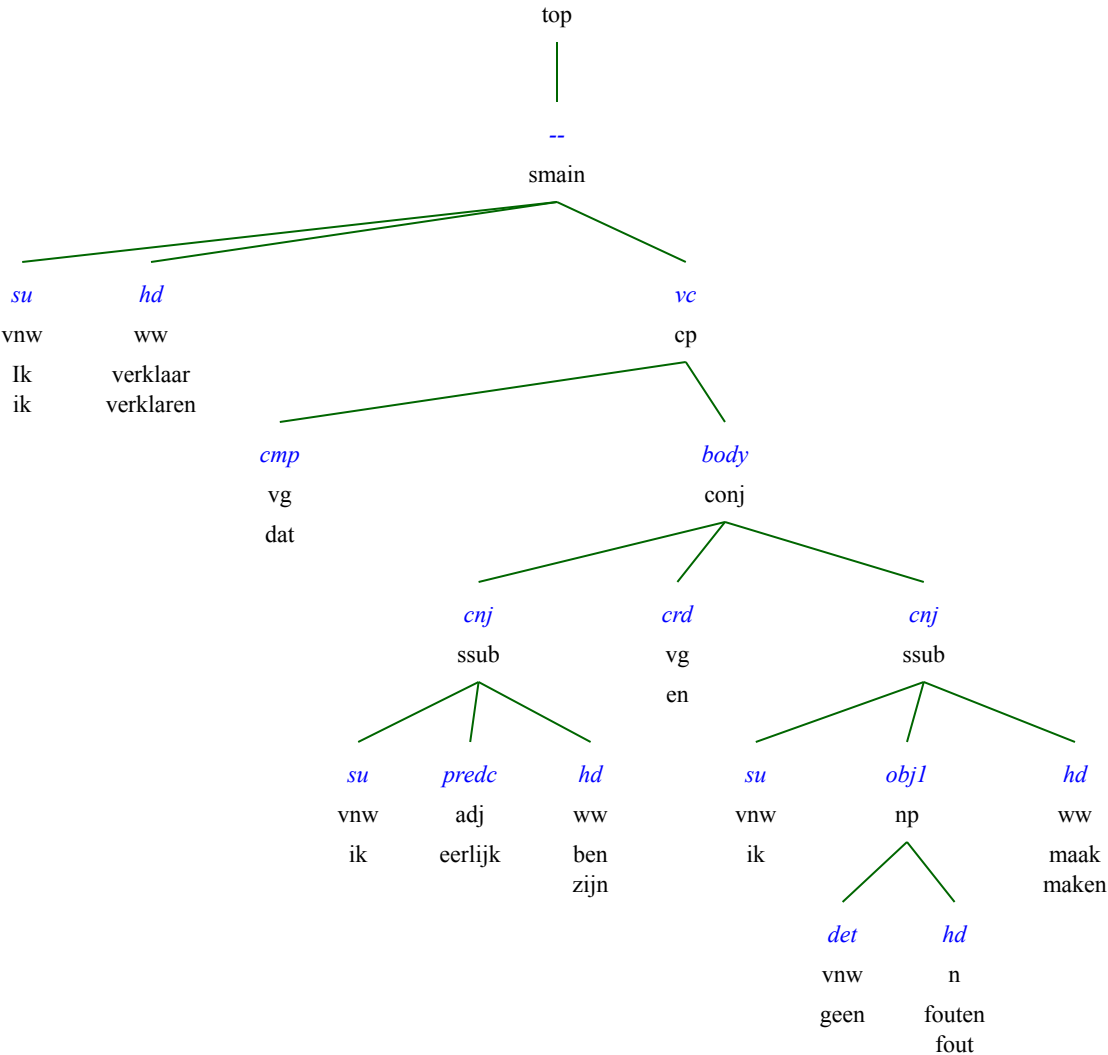 top
--
smain
su hd vc
vnw ww cp
Ik verklaar
ik verklaren
cmp body
vg conj
dat
cnj crd cnj
ssub vg ssub
en
su predc hd su obj1 hd
vnw adj ww vnw np ww
ik eerlijk ben ik maak
zijn maken
det hd
vnw n
geen fouten
fout